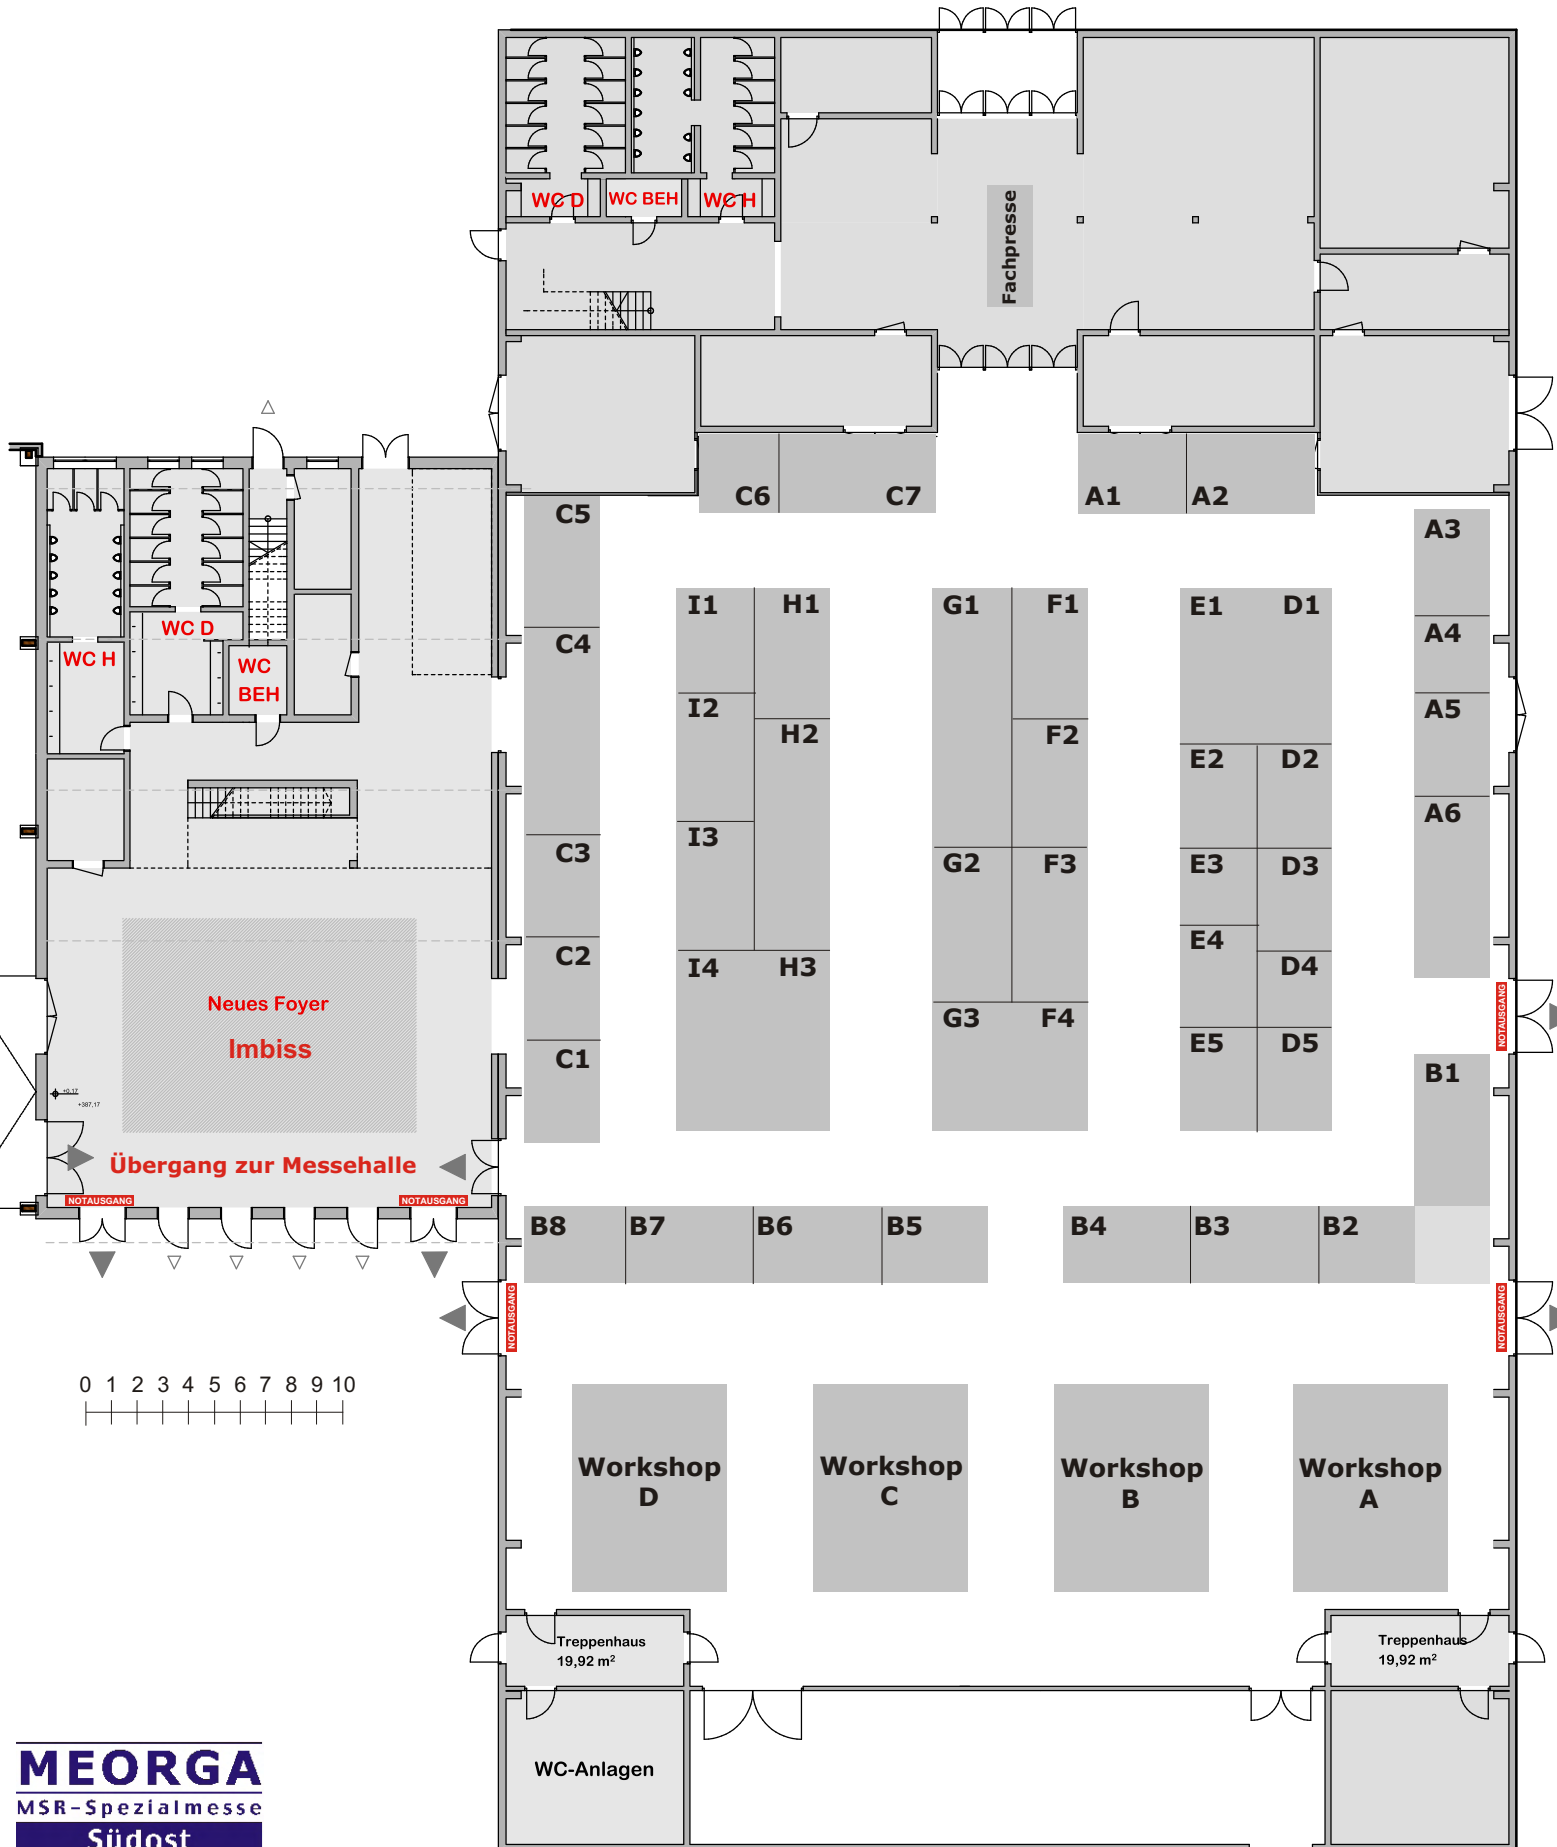 WC D
WC BEH
WC H
Fachpresse
C6
C7
A1
A2
C5
A3
I1
H1
G1
F1
E1
D1
WC D
C4
A4
WC H
WC
BEH
I2
A5
H2
F2
E2
D2
A6
I3
C3
G2
F3
E3
D3
E4
C2
I4
H3
D4
Neues Foyer
Imbiss
G3
F4
NOTAUSGANG
E5
D5
C1
B1
+0,17
+387,17
Übergang zur Messehalle
NOTAUSGANG
NOTAUSGANG
B8
B7
B6
B5
B4
B3
B2
NOTAUSGANG
NOTAUSGANG
0 1 2 3 4 5 6 7 8 9 10
Workshop
D
Workshop
C
Workshop
B
Workshop
A
Treppenhaus
19,92 m²
Treppenhaus
19,92 m²
WC-Anlagen
MEORGA
MSR-Spezialmesse
Südost